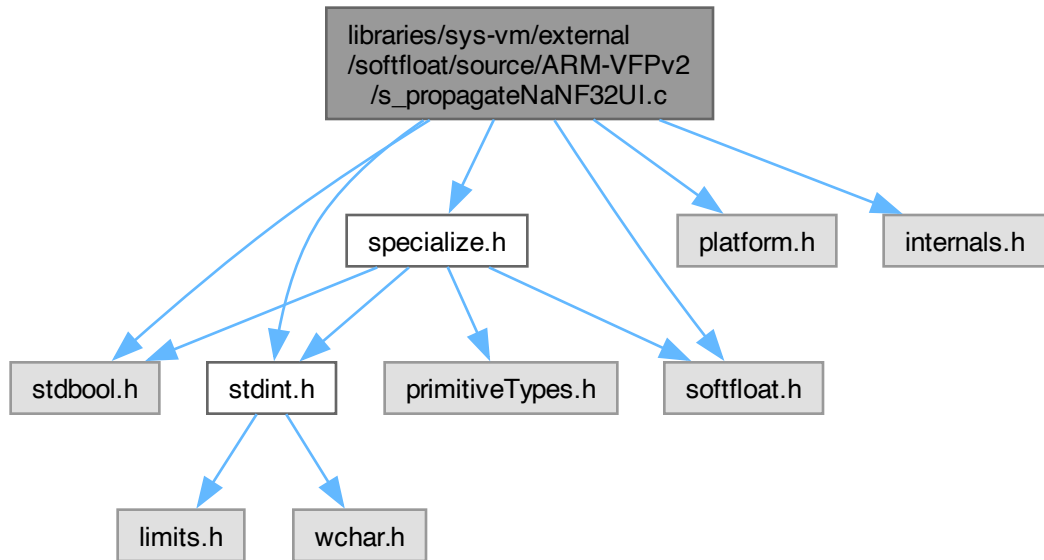 libraries/sys-vm/external
/softfloat/source/ARM-VFPv2
/s_propagateNaNF32UI.c
specialize.h
platform.h
internals.h
stdbool.h
stdint.h
primitiveTypes.h
softfloat.h
limits.h
wchar.h